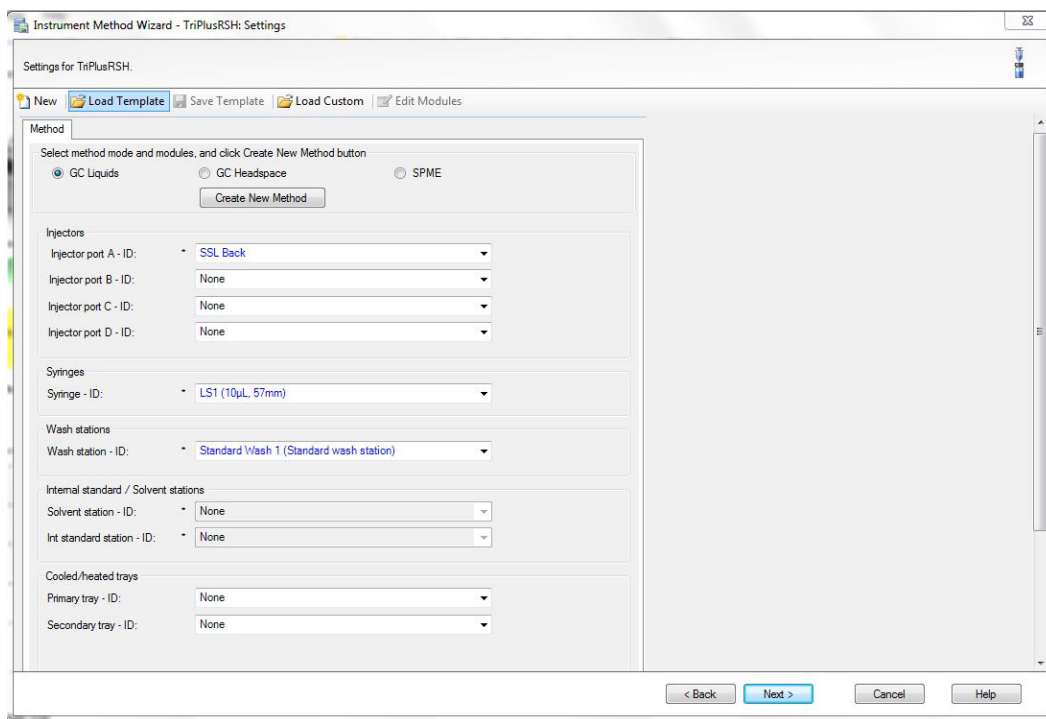 Instrument Method Wizard - TriPlusRSH: Settings
Settings for TriPlusRSH.
New Load Template Save Template Load Custom Edit Modules
Method
Select method mode and modules, and click Create New Method button
GC Liquids GC Headspace SPME
Create New Method
Injectors
Injector port A - ID: * SSL Back
Injector port B - ID: None
Injector port C - ID: None
Injector port D - ID: None
Syringes
Syringe - ID: * LS1 (10µL, 57mm)
Wash stations
Wash station - ID: * Standard Wash 1 (Standard wash station)
Internal standard / Solvent stations
Solvent station - ID: * None
Int standard station - ID: * None
Cooled/heated trays
Primary tray - ID: None
Secondary tray - ID: None
< Back Next > Cancel Help